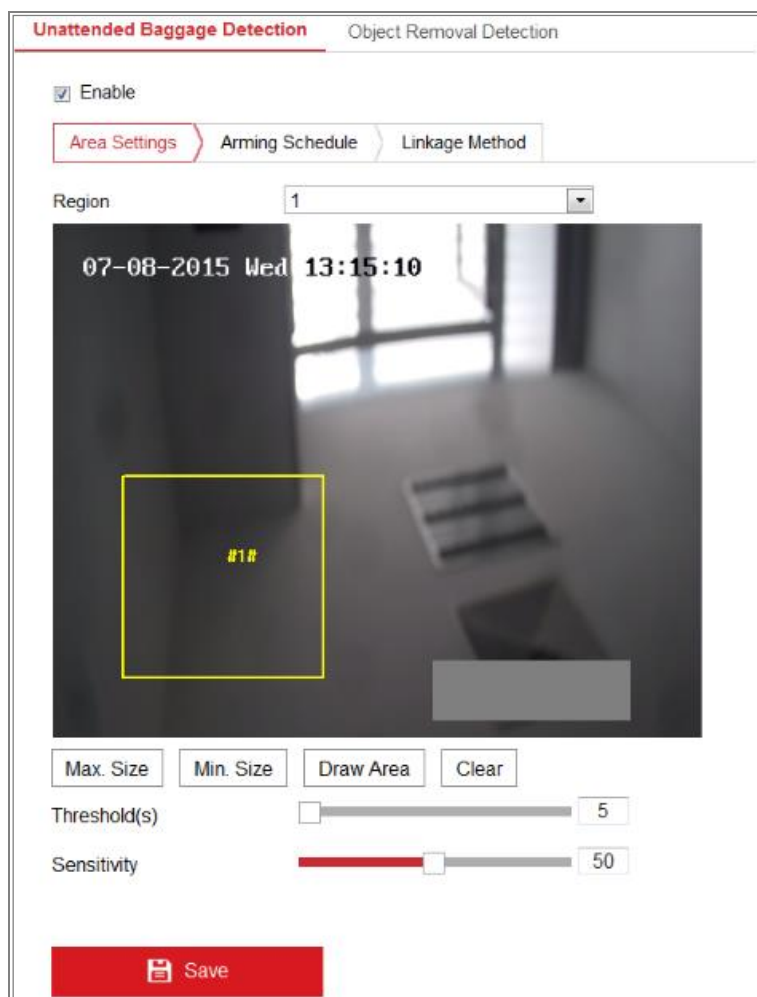 Unattended Baggage Detection Object Removal Detection
Enable
Area Settings Arming Schedule Linkage Method
Region 1
07-08-2015 Wed 13:15:10
#1#
Max. Size Min. Size Draw Area Clear
Threshold(s) 5
Sensitivity 50
Save